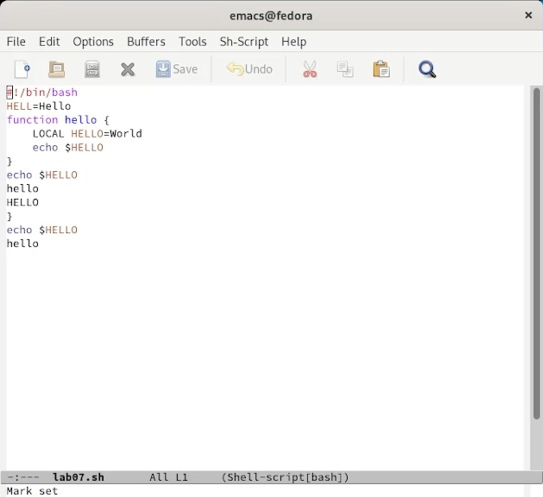 emacs@fedora ×
File Edit Options Buffers Tools Sh-Script Help
Save Undo
#!/bin/bash
HELL=Hello
function hello {
    LOCAL HELLO=World
    echo $HELLO
}
echo $HELLO
hello
HELLO
}
echo $HELLO
hello
-:--- lab07.sh All L1 (Shell-script[bash])
Mark set